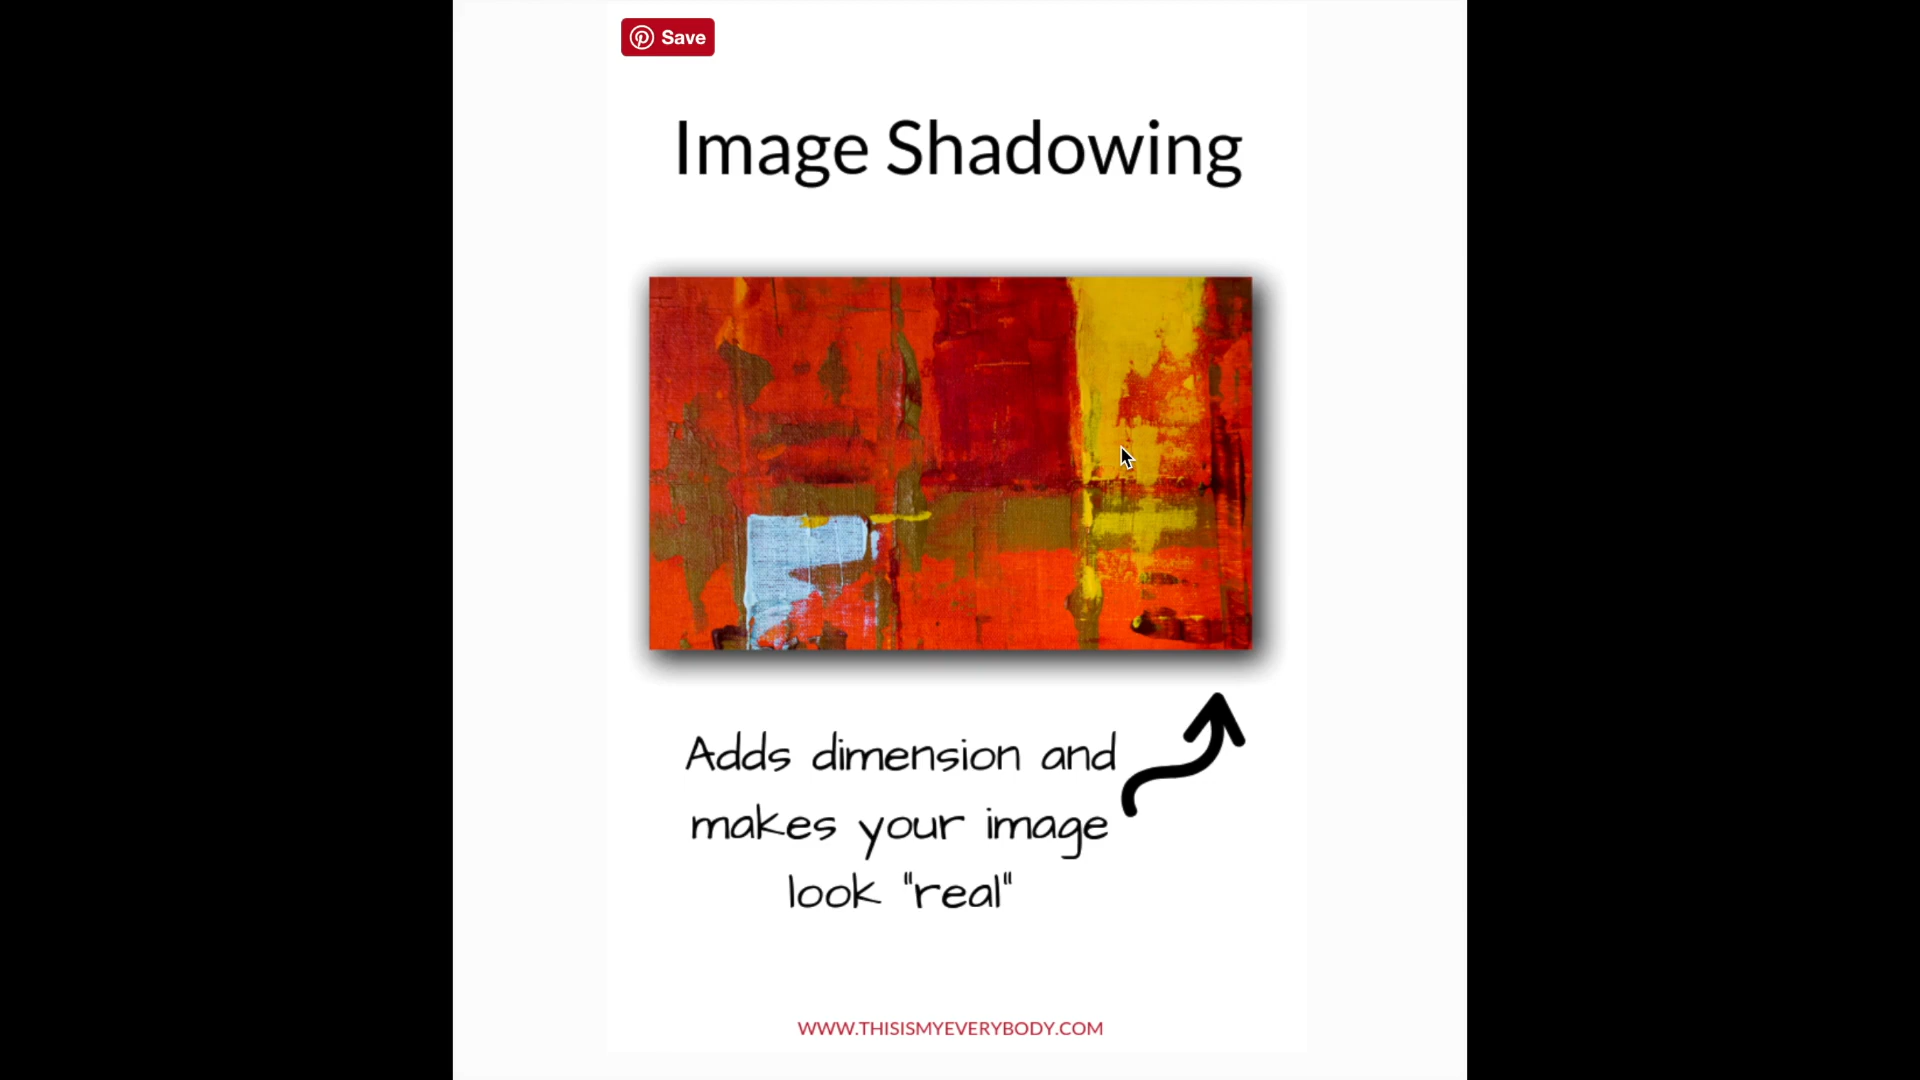 Save
Image Shadowing
Adds dimension and
makes your image
look "real"
WWW.THISISMYEVERYBODY.COM